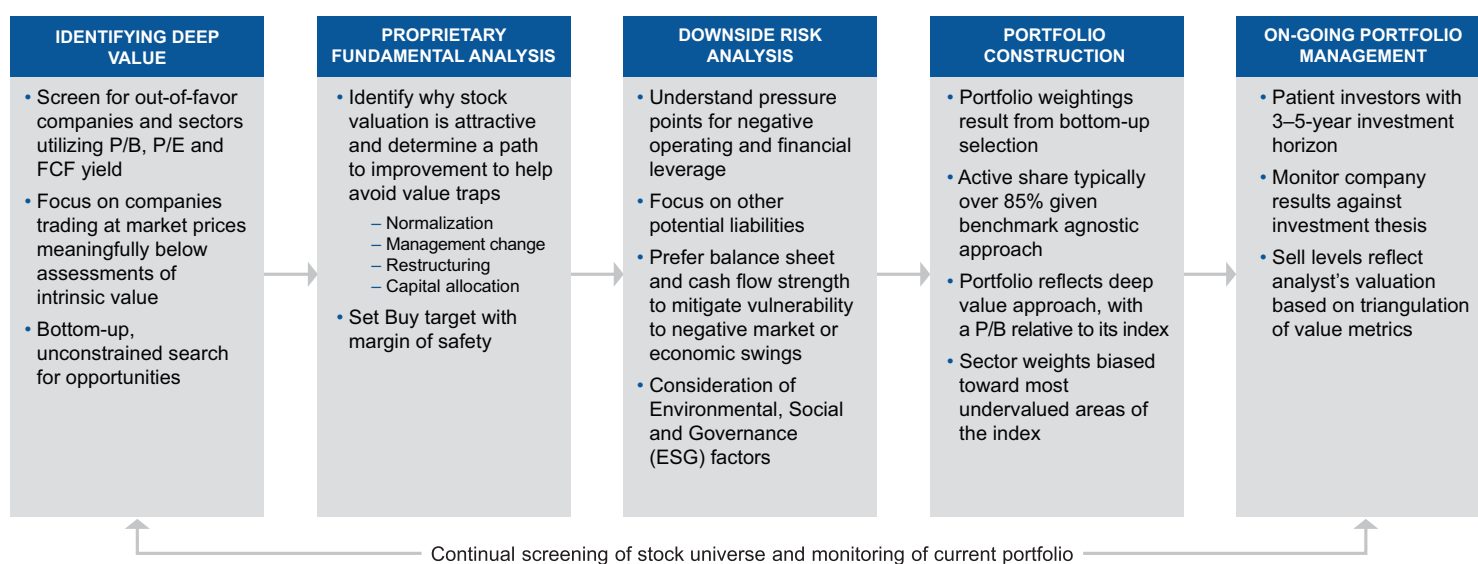 IDENTIFYING DEEP
VALUE
• Screen for out-of-favor
companies and sectors
utilizing P/B, P/E and
FCF yield
• Focus on companies
trading at market prices
meaningfully below
assessments of
intrinsic value
• Bottom-up,
unconstrained search
for opportunities
PROPRIETARY
FUNDAMENTAL ANALYSIS
• Identify why stock
valuation is attractive
and determine a path
to improvement to help
avoid value traps
– Normalization
– Management change
– Restructuring
– Capital allocation
• Set Buy target with
margin of safety
DOWNSIDE RISK
ANALYSIS
• Understand pressure
points for negative
operating and financial
leverage
• Focus on other
potential liabilities
• Prefer balance sheet
and cash flow strength
to mitigate vulnerability
to negative market or
economic swings
• Consideration of
Environmental, Social
and Governance
(ESG) factors
PORTFOLIO
CONSTRUCTION
• Portfolio weightings
result from bottom-up
selection
• Active share typically
over 85% given
benchmark agnostic
approach
• Portfolio reflects deep
value approach, with
a P/B relative to its index
• Sector weights biased
toward most
undervalued areas of
the index
ON-GOING PORTFOLIO
MANAGEMENT
• Patient investors with
3–5-year investment
horizon
• Monitor company
results against
investment thesis
• Sell levels reflect
analyst’s valuation
based on triangulation
of value metrics
Continual screening of stock universe and monitoring of current portfolio